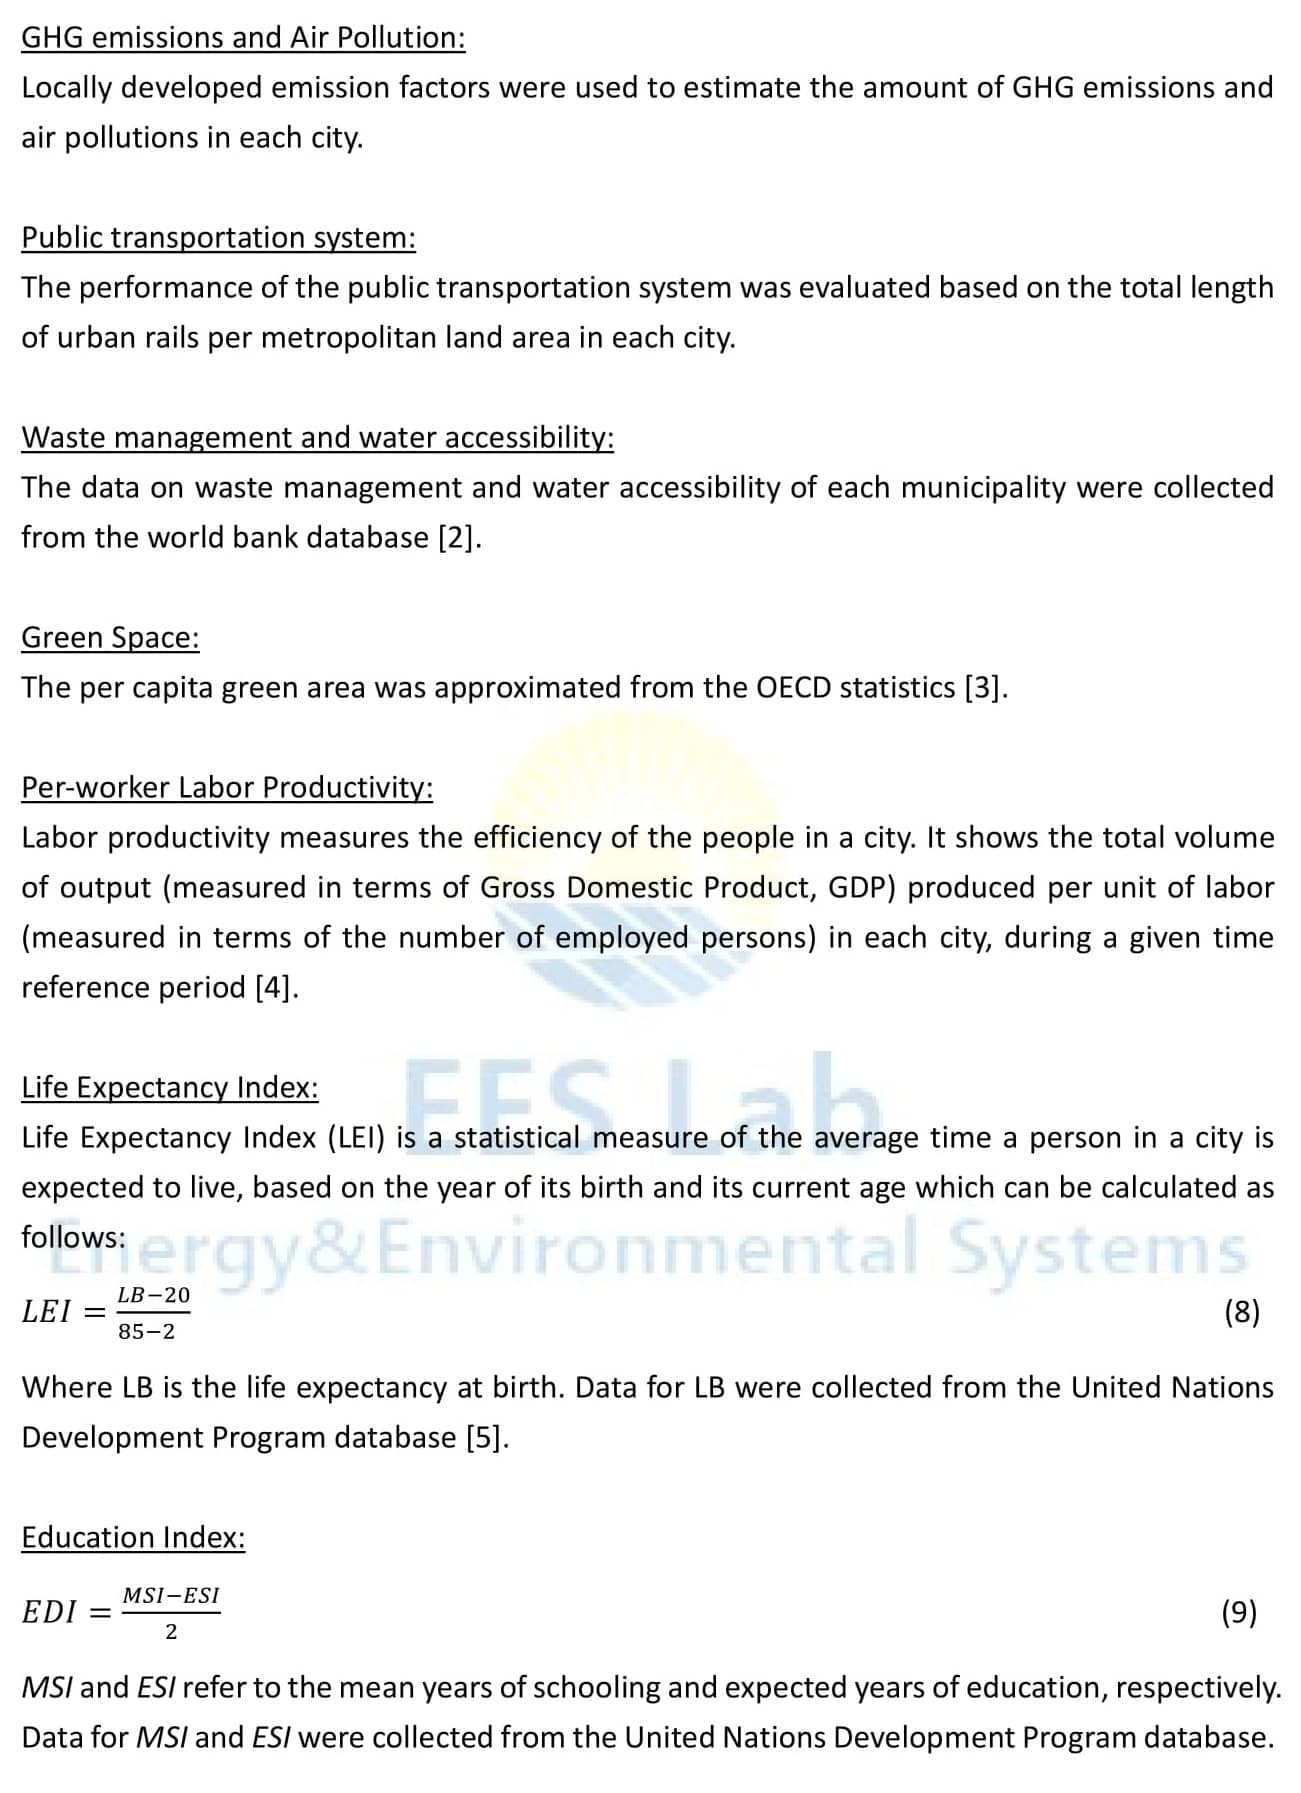 GHG emissions and Air Pollution:
Locally developed emission factors were used to estimate the amount of GHG emissions and
air pollutions in each city.
Public transportation system:
The performance of the public transportation system was evaluated based on the total length
of urban rails per metropolitan land area in each city.
Waste management and water accessibility:
The data on waste management and water accessibility of each municipality were collected
from the world bank database [2].
Green Space:
The per capita green area was approximated from the OECD statistics [3].
Per-worker Labor Productivity:
Labor productivity measures the efficiency of the people in a city. It shows the total volume
of output (measured in terms of Gross Domestic Product, GDP) produced per unit of labor
(measured in terms of the number of employed persons) in each city, during a given time
reference period [4].
EES Lab
Life Expectancy Index:
Life Expectancy Index (LEI) is a statistical measure of the average time a person in a city is
expected to live, based on the year of its birth and its current age which can be calculated as
follows:
Energy&Environmental Systems
LEI = LB−20 / 85−2 (8)
Where LB is the life expectancy at birth. Data for LB were collected from the United Nations
Development Program database [5].
Education Index:
EDI = MSI−ESI / 2 (9)
MSI and ESI refer to the mean years of schooling and expected years of education, respectively.
Data for MSI and ESI were collected from the United Nations Development Program database.